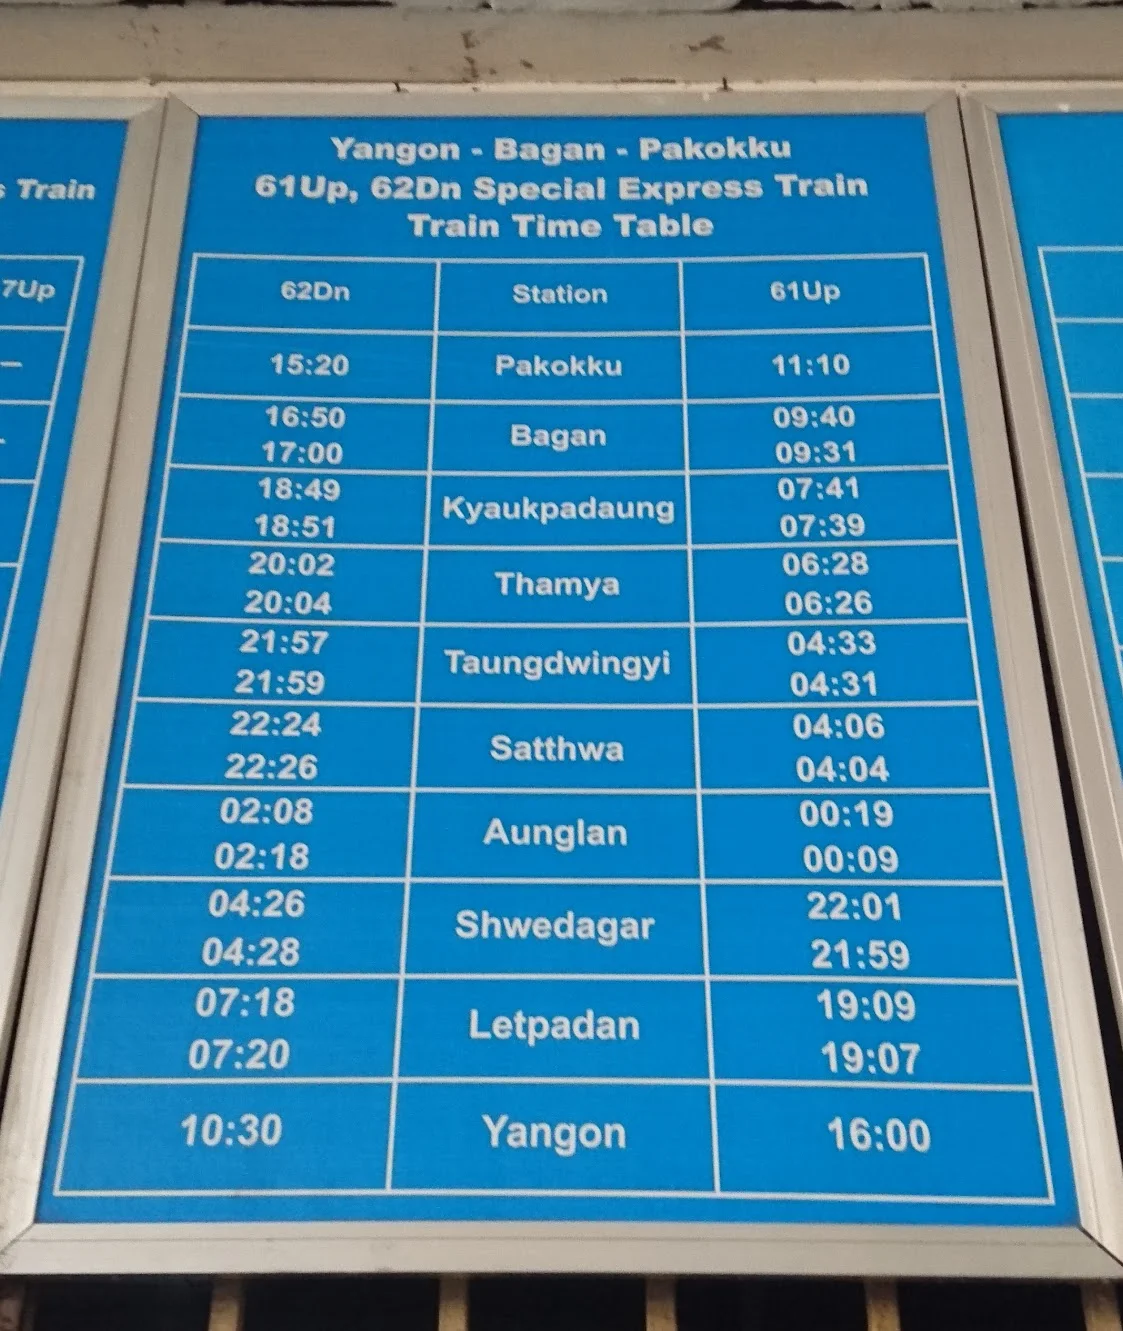 Yangon - Bagan - Pakokku
61Up, 62Dn Special Express Train
Train Time Table
Train
7Up
–
62Dn Station 61Up
15:20 Pakokku 11:10
16:50
17:00
Bagan
09:40
09:31
18:49
18:51
Kyaukpadaung
07:41
07:39
20:02
20:04
Thamya
06:28
06:26
21:57
21:59
Taungdwingyi
04:33
04:31
22:24
22:26
Satthwa
04:06
04:04
02:08
02:18
Aunglan
00:19
00:09
04:26
04:28
Shwedagar
22:01
21:59
07:18
07:20
Letpadan
19:09
19:07
10:30 Yangon 16:00